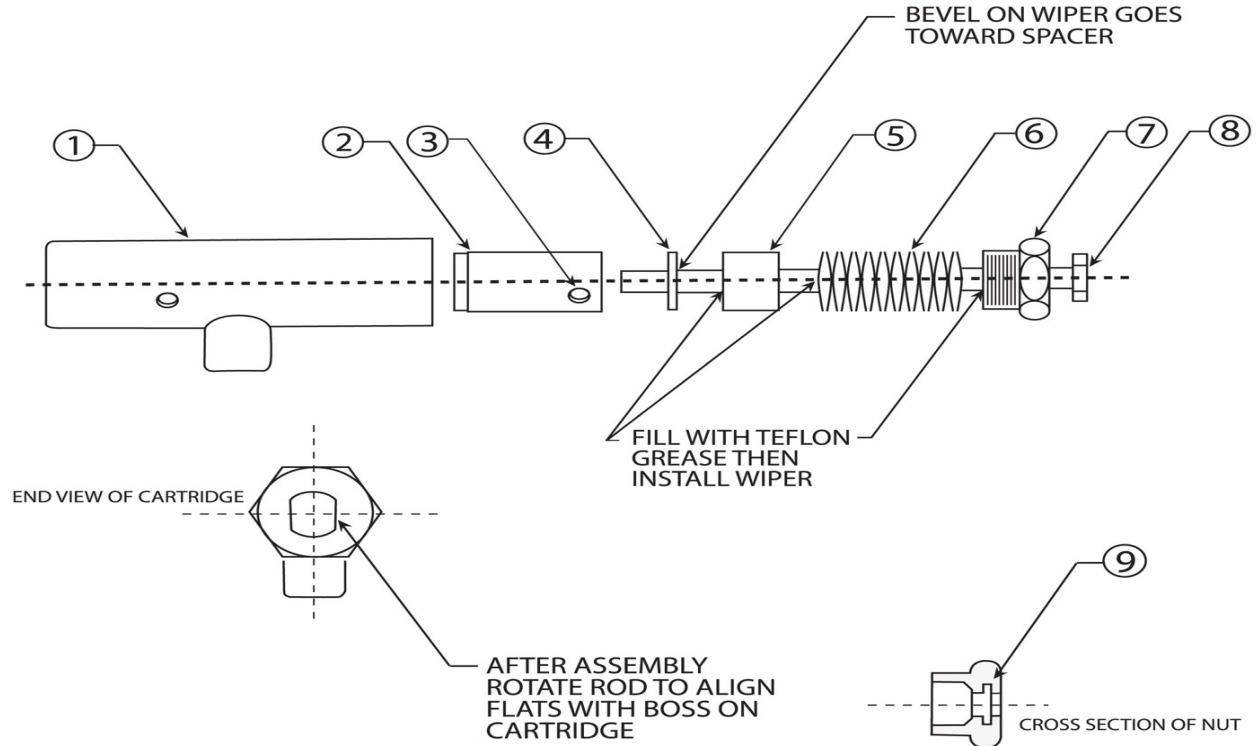 BEVEL ON WIPER GOES
TOWARD SPACER
1
2
3
4
5
6
7
8
FILL WITH TEFLON
GREASE THEN
INSTALL WIPER
END VIEW OF CARTRIDGE
9
AFTER ASSEMBLY
ROTATE ROD TO ALIGN
FLATS WITH BOSS ON
CARTRIDGE
CROSS SECTION OF NUT